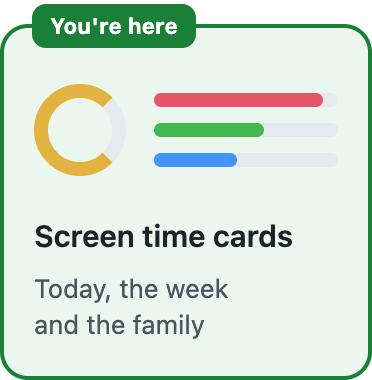 You're here
Screen time cards
Today, the week
and the family